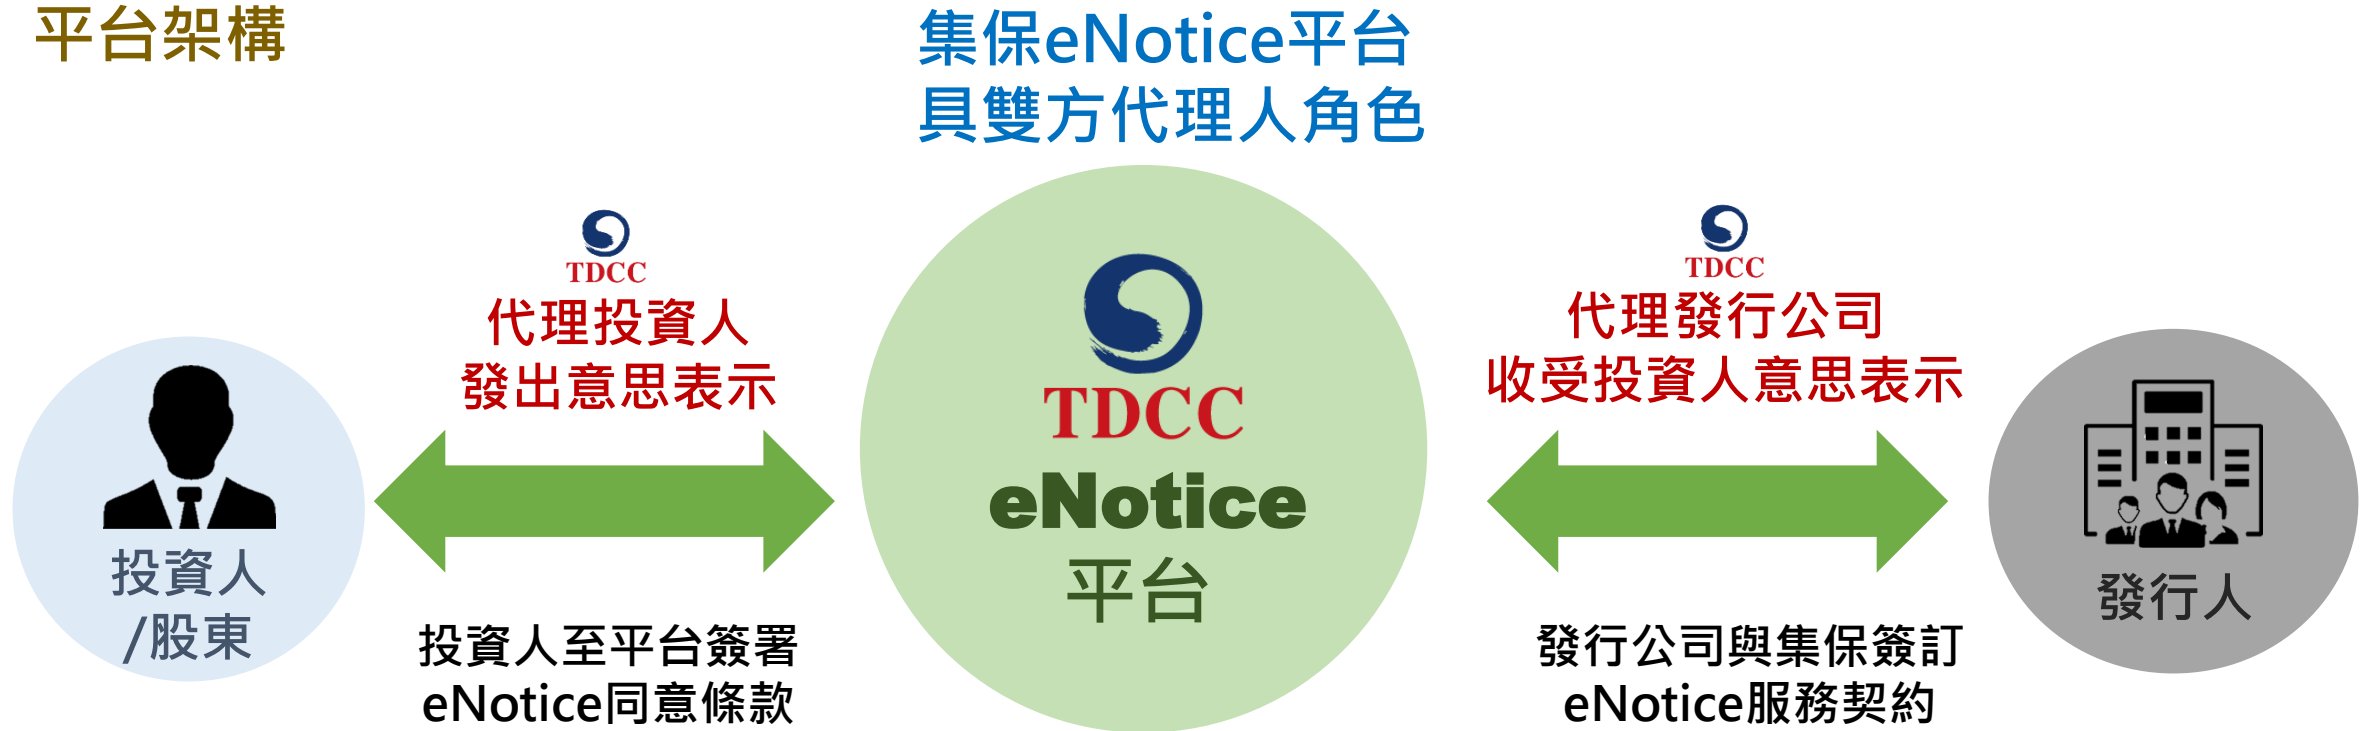 平台架構
集保eNotice平台
具雙方代理人角色
TDCC
代理投資人
發出意思表示
TDCC
代理發行公司
收受投資人意思表示
TDCC
eNotice
平台
投資人
/股東
發行人
投資人至平台簽署
eNotice同意條款
發行公司與集保簽訂
eNotice服務契約